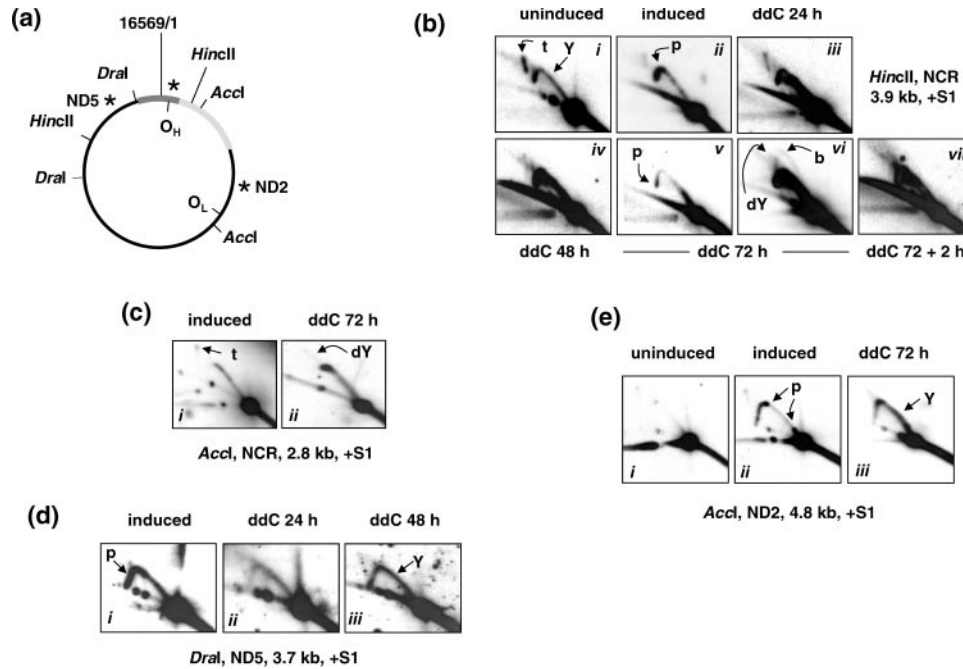 (a)
16569/1
HincII
DraI
AccI
ND5 *
*
HincII
O_H
DraI
* ND2
O_L
AccI
(b)
uninduced induced ddC 24 h
t Y i
p ii
iii
HincII, NCR
3.9 kb, +S1
iv
p v
vi
b
dY
vii
ddC 48 h ddC 72 h ddC 72 + 2 h
(c)
induced ddC 72 h
t
dY
i ii
AccI, NCR, 2.8 kb, +S1
(e)
uninduced induced ddC 72 h
p Y
i ii iii
AccI, ND2, 4.8 kb, +S1
(d)
induced ddC 24 h ddC 48 h
p Y
i ii iii
DraI, ND5, 3.7 kb, +S1